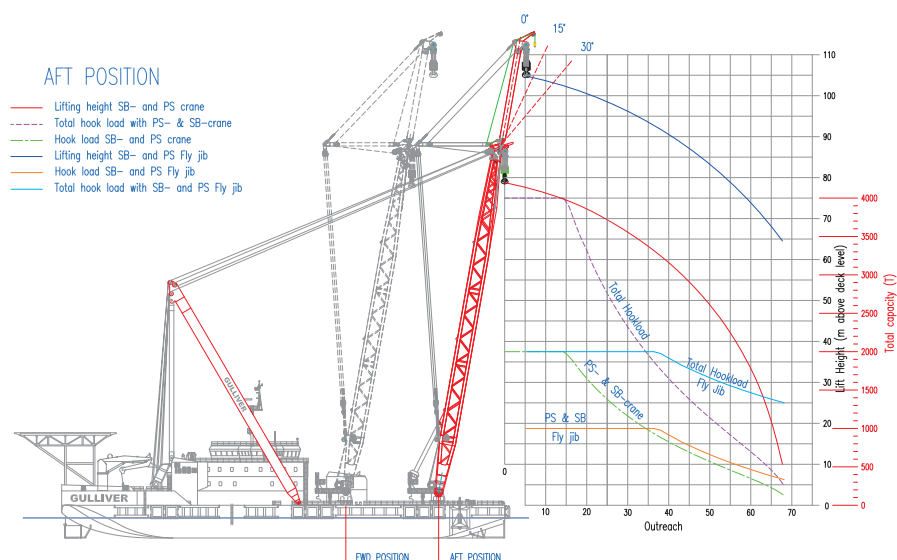 0°
15°
30°
AFT POSITION
Lifting height SB- and PS crane
Total hook load with PS- & SB-crane
Hook load SB- and PS crane
Lifting height SB- and PS Fly jib
Hook load SB- and PS Fly jib
Total hook load with SB- and PS Fly jib
110
100
90
80
70
60
50
40
30
20
10
0
Lift Height (m above deck level)
4000
3500
3000
2500
2000
1500
1000
500
0
Total capacity (T)
Total Hookload
PS- & SB-crane
Total Hookload
Fly Jib
PS & SB
Fly jib
0
10 20 30 40 50 60 70
Outreach
GULLIVER
GULLIVER
FWD POSITION
AFT POSITION